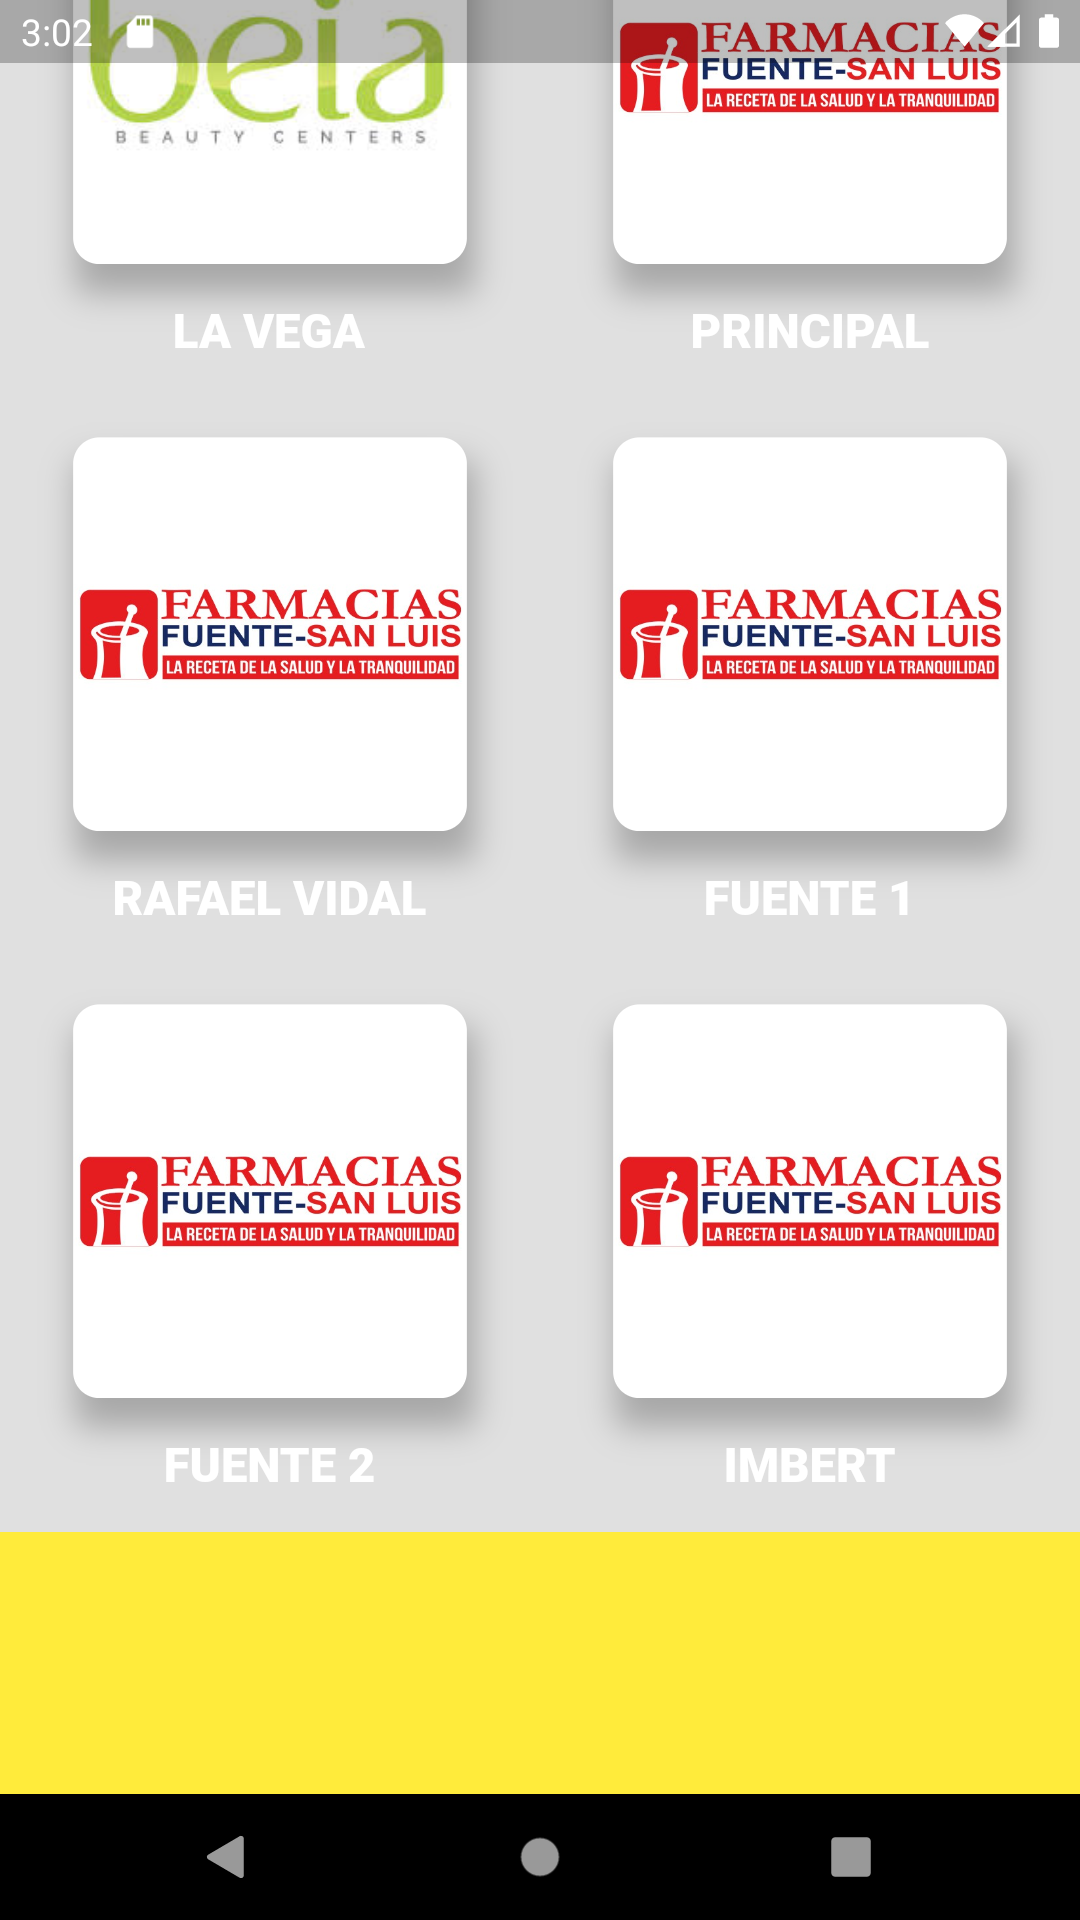 3:02
beia
BEAUTY CENTERS
FARMACIAS
FUENTE-SAN LUIS
LA RECETA DE LA SALUD Y LA TRANQUILIDAD
LA VEGA
PRINCIPAL
FARMACIAS
FUENTE-SAN LUIS
LA RECETA DE LA SALUD Y LA TRANQUILIDAD
FARMACIAS
FUENTE-SAN LUIS
LA RECETA DE LA SALUD Y LA TRANQUILIDAD
RAFAEL VIDAL
FUENTE 1
FARMACIAS
FUENTE-SAN LUIS
LA RECETA DE LA SALUD Y LA TRANQUILIDAD
FARMACIAS
FUENTE-SAN LUIS
LA RECETA DE LA SALUD Y LA TRANQUILIDAD
FUENTE 2
IMBERT